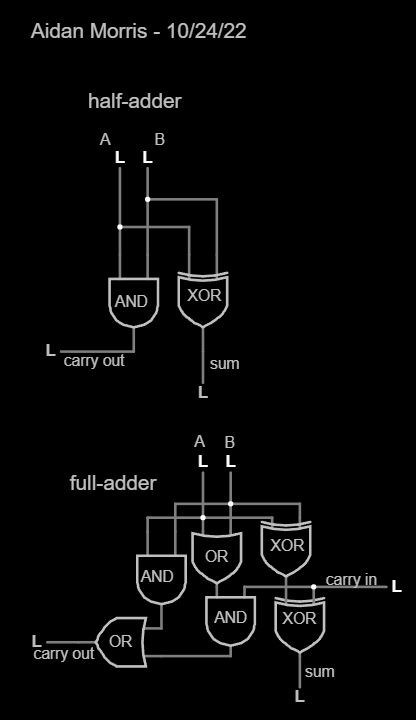 Aidan Morris - 10/24/22
half-adder
A B
L L
AND XOR
L
carry out
sum
L
A B
L L
full-adder
OR XOR
AND
carry in L
AND XOR
L OR
carry out
sum
L